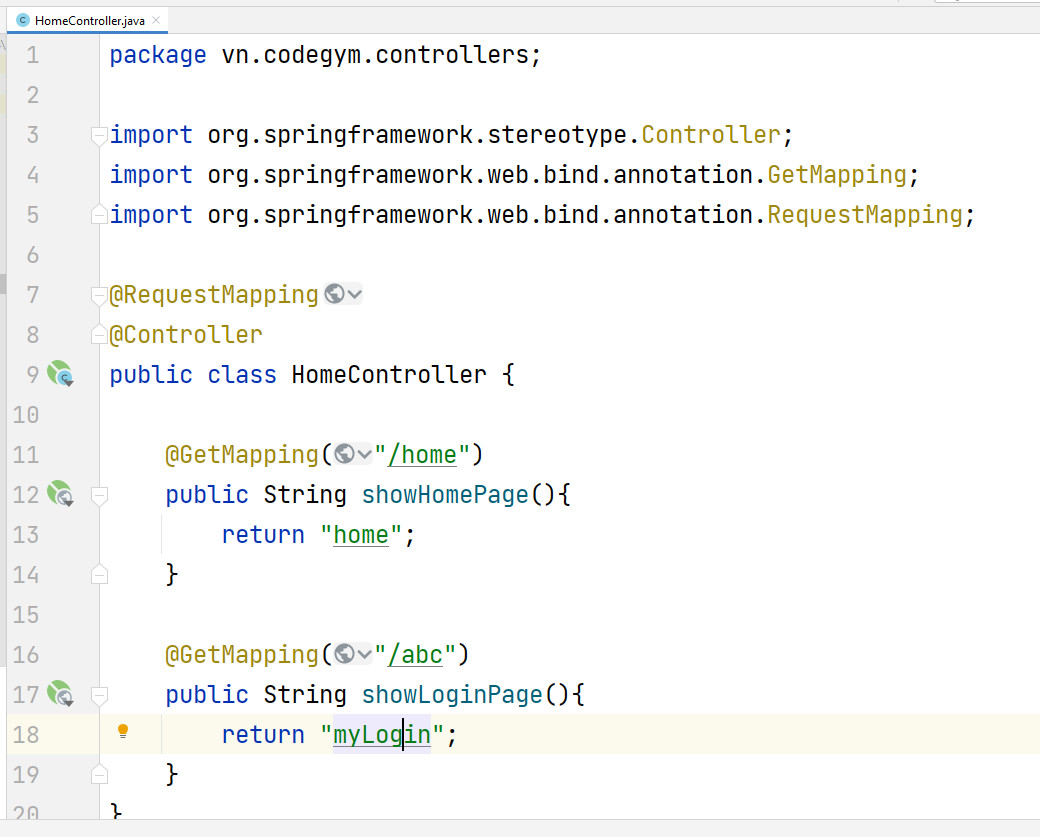 HomeController.java
1 package vn.codegym.controllers;
2
3 import org.springframework.stereotype.Controller;
4 import org.springframework.web.bind.annotation.GetMapping;
5 import org.springframework.web.bind.annotation.RequestMapping;
6
7 @RequestMapping
8 @Controller
9 public class HomeController {
10
11 @GetMapping("/home")
12 public String showHomePage(){
13 return "home";
14 }
15
16 @GetMapping("/abc")
17 public String showLoginPage(){
18 return "myLogin";
19 }
20 }